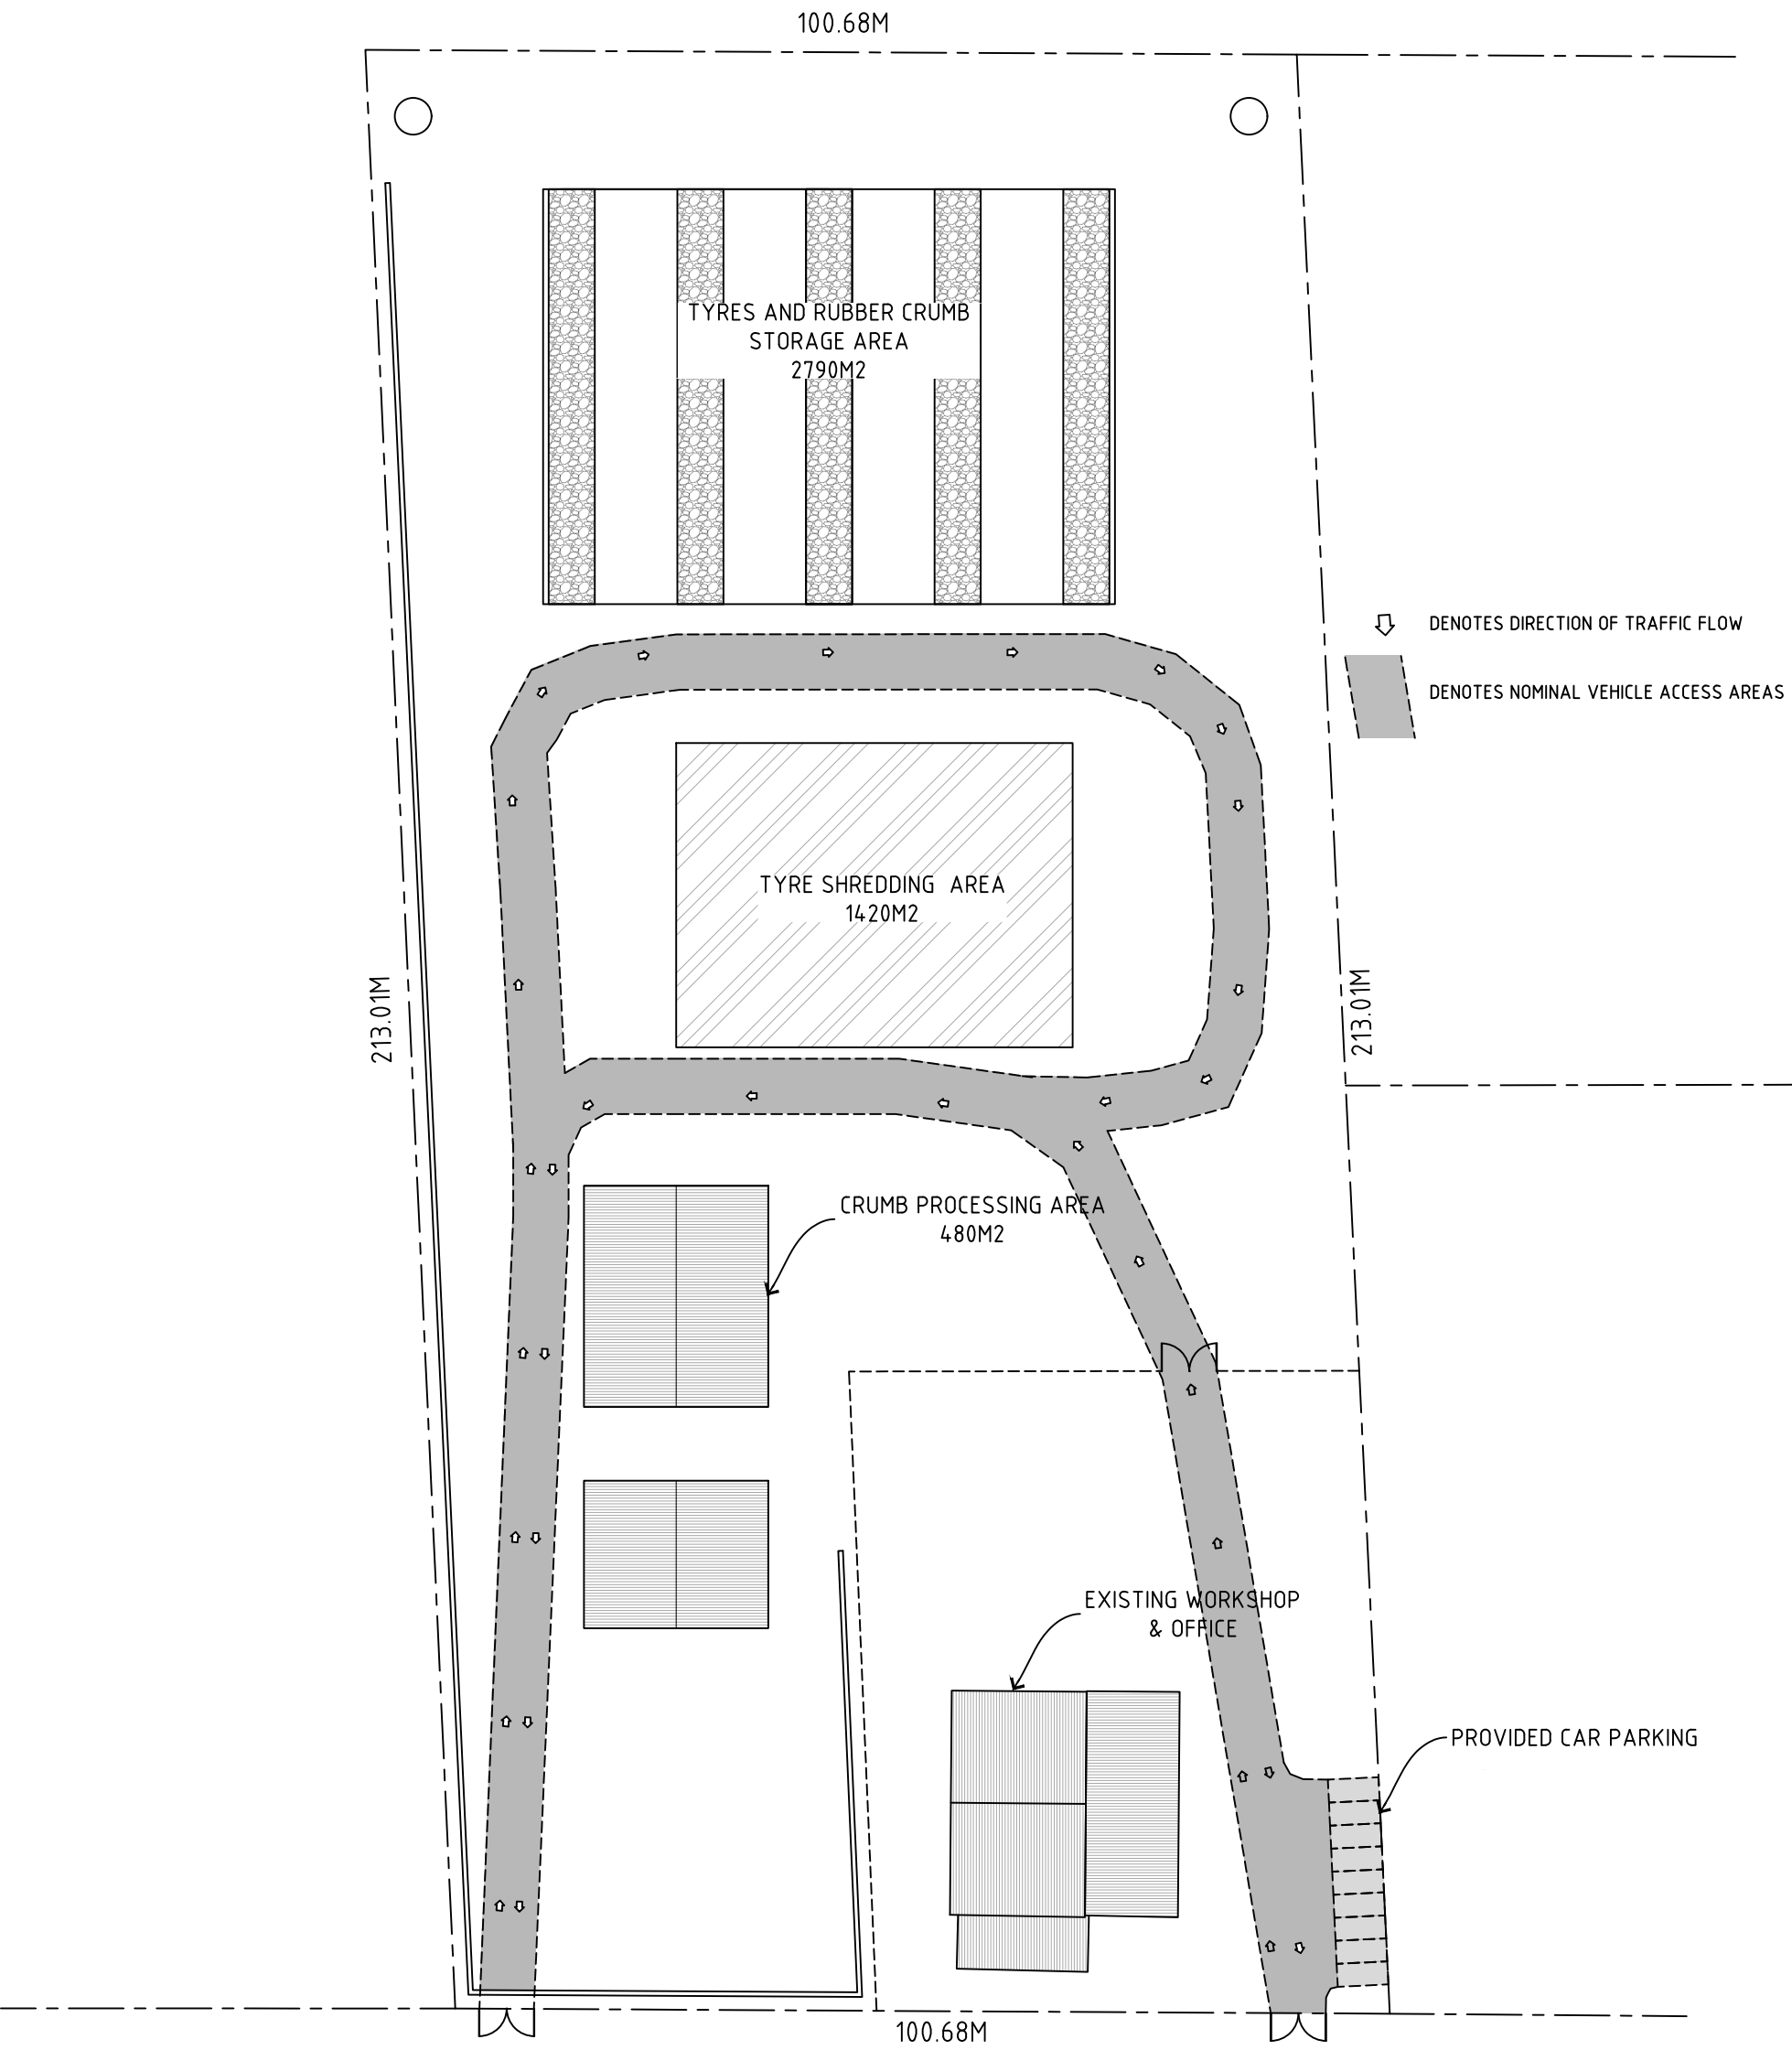 100.68M
TYRES AND RUBBER CRUMB
STORAGE AREA
2790M2
DENOTES DIRECTION OF TRAFFIC FLOW
DENOTES NOMINAL VEHICLE ACCESS AREAS
TYRE SHREDDING AREA
1420M2
213.01M
213.01M
CRUMB PROCESSING AREA
480M2
EXISTING WORKSHOP
& OFFICE
PROVIDED CAR PARKING
100.68M